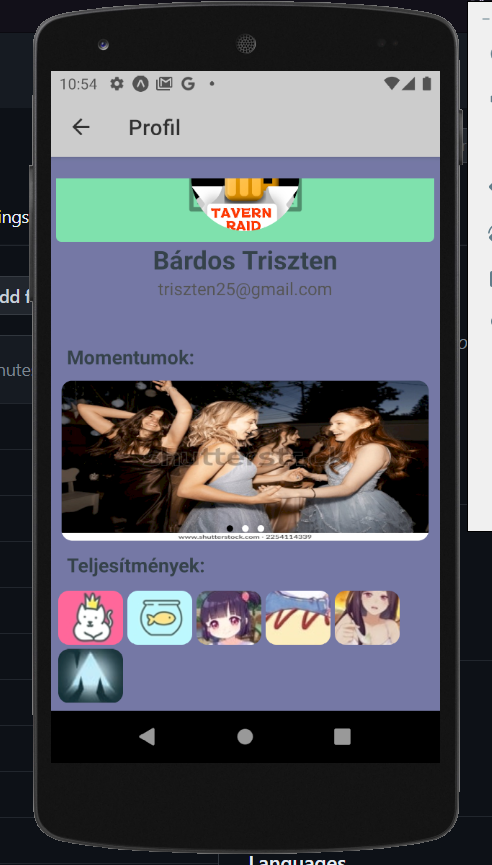 10:54
Profil
TAVERN
RAID
Bárdos Triszten
triszten25@gmail.com
Momentumok:
shutterstock
www.shutterstock.com · 2254114339
Teljesítmények:
ings
dd f
nute
Languages